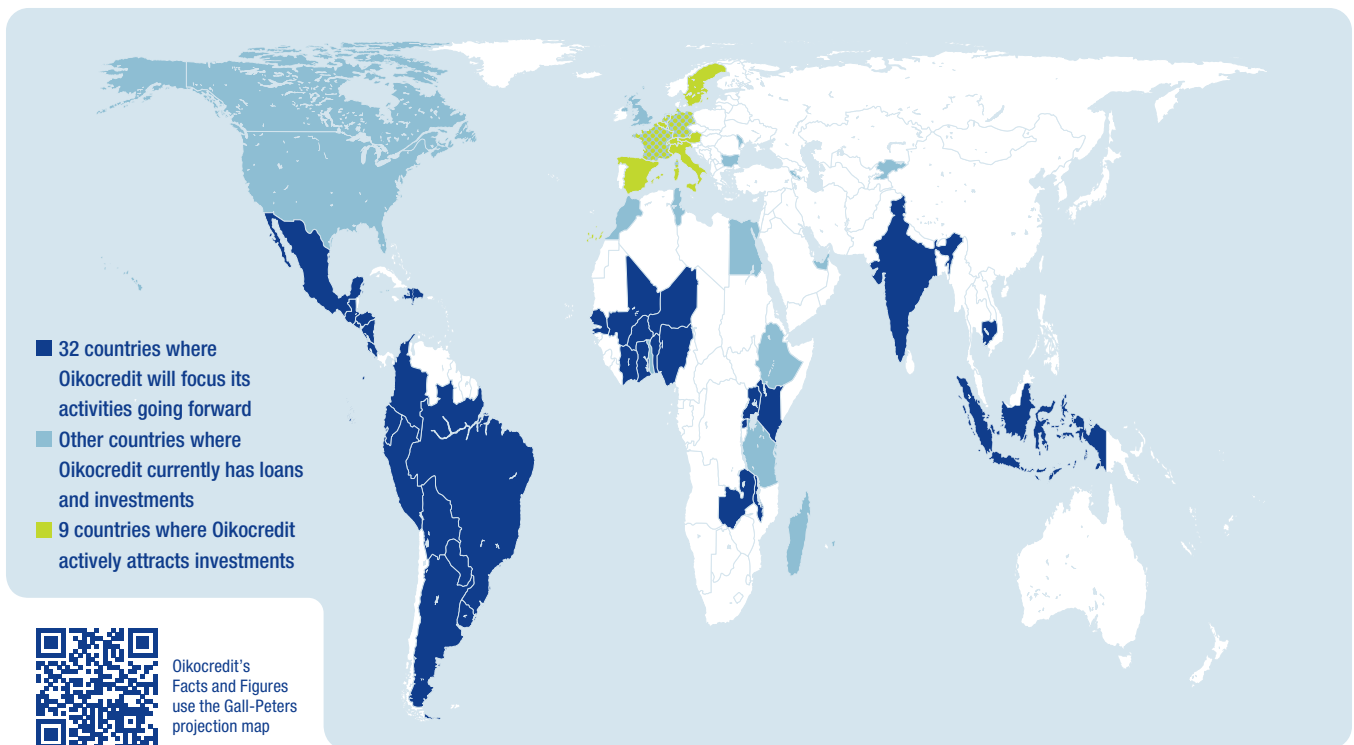 32 countries where
Oikocredit will focus its
activities going forward
Other countries where
Oikocredit currently has loans
and investments
9 countries where Oikocredit
actively attracts investments
Oikocredit’s
Facts and Figures
use the Gall-Peters
projection map